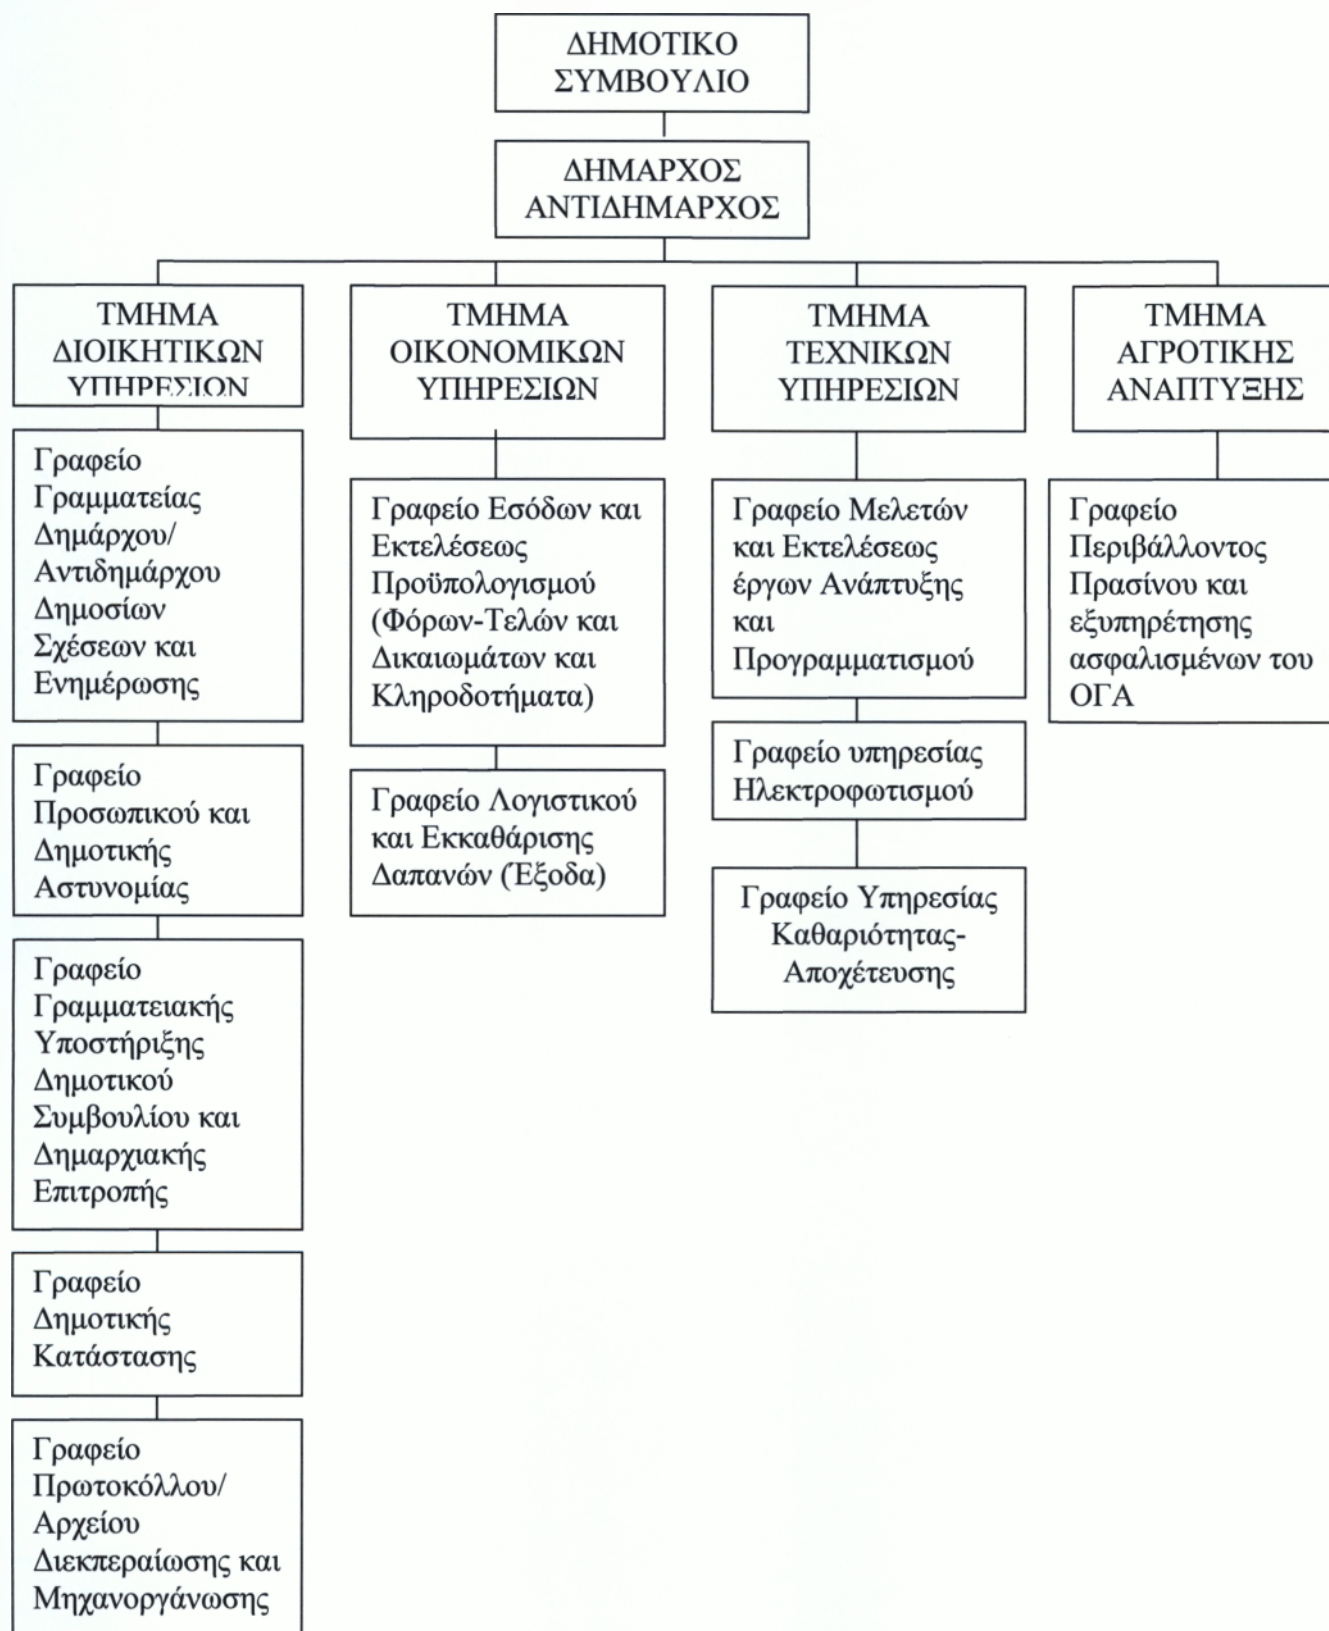 ΔΗΜΟΤΙΚΟ
ΣΥΜΒΟΥΛΙΟ
ΔΗΜΑΡΧΟΣ
ΑΝΤΙΔΗΜΑΡΧΟΣ
ΤΜΗΜΑ
ΔΙΟΙΚΗΤΙΚΩΝ
ΥΠΗΡΕΣΙΩΝ
Γραφείο
Γραμματείας
Δημάρχου/
Αντιδημάρχου
Δημοσίων
Σχέσεων και
Ενημέρωσης
Γραφείο
Προσωπικού και
Δημοτικής
Αστυνομίας
Γραφείο
Γραμματειακής
Υποστήριξης
Δημοτικού
Συμβουλίου και
Δημαρχιακής
Επιτροπής
Γραφείο
Δημοτικής
Κατάστασης
Γραφείο
Πρωτοκόλλου/
Αρχείου
Διεκπεραίωσης και
Μηχανοργάνωσης
ΤΜΗΜΑ
ΟΙΚΟΝΟΜΙΚΩΝ
ΥΠΗΡΕΣΙΩΝ
Γραφείο Εσόδων και
Εκτελέσεως
Προϋπολογισμού
(Φόρων-Τελών και
Δικαιωμάτων και
Κληροδοτήματα)
Γραφείο Λογιστικού
και Εκκαθάρισης
Δαπανών (Έξοδα)
ΤΜΗΜΑ
ΤΕΧΝΙΚΩΝ
ΥΠΗΡΕΣΙΩΝ
Γραφείο Μελετών
και Εκτελέσεως
έργων Ανάπτυξης
και
Προγραμματισμού
Γραφείο υπηρεσίας
Ηλεκτροφωτισμού
Γραφείο Υπηρεσίας
Καθαριότητας-
Αποχέτευσης
ΤΜΗΜΑ
ΑΓΡΟΤΙΚΗΣ
ΑΝΑΠΤΥΞΗΣ
Γραφείο
Περιβάλλοντος
Πρασίνου και
εξυπηρέτησης
ασφαλισμένων του
ΟΓΑ